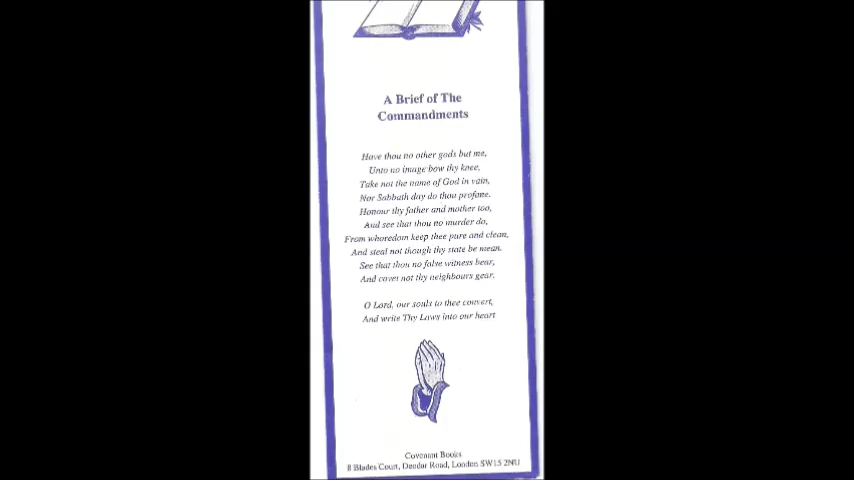 A Brief of The
Commandments
Have thou no other gods but me,
Unto no image bow thy knee,
Take not the name of God in vain,
Nor Sabbath day do thou profane.
Honour thy father and mother too,
And see that thou no murder do,
From whoredom keep thee pure and clean,
And steal not though thy state be mean.
See that thou no false witness bear,
And covet not thy neighbours gear.
O Lord, our souls to thee convert,
And write Thy Laws into our heart
Covenant Books
8 Blades Court, Deodar Road, London SW15 2NU